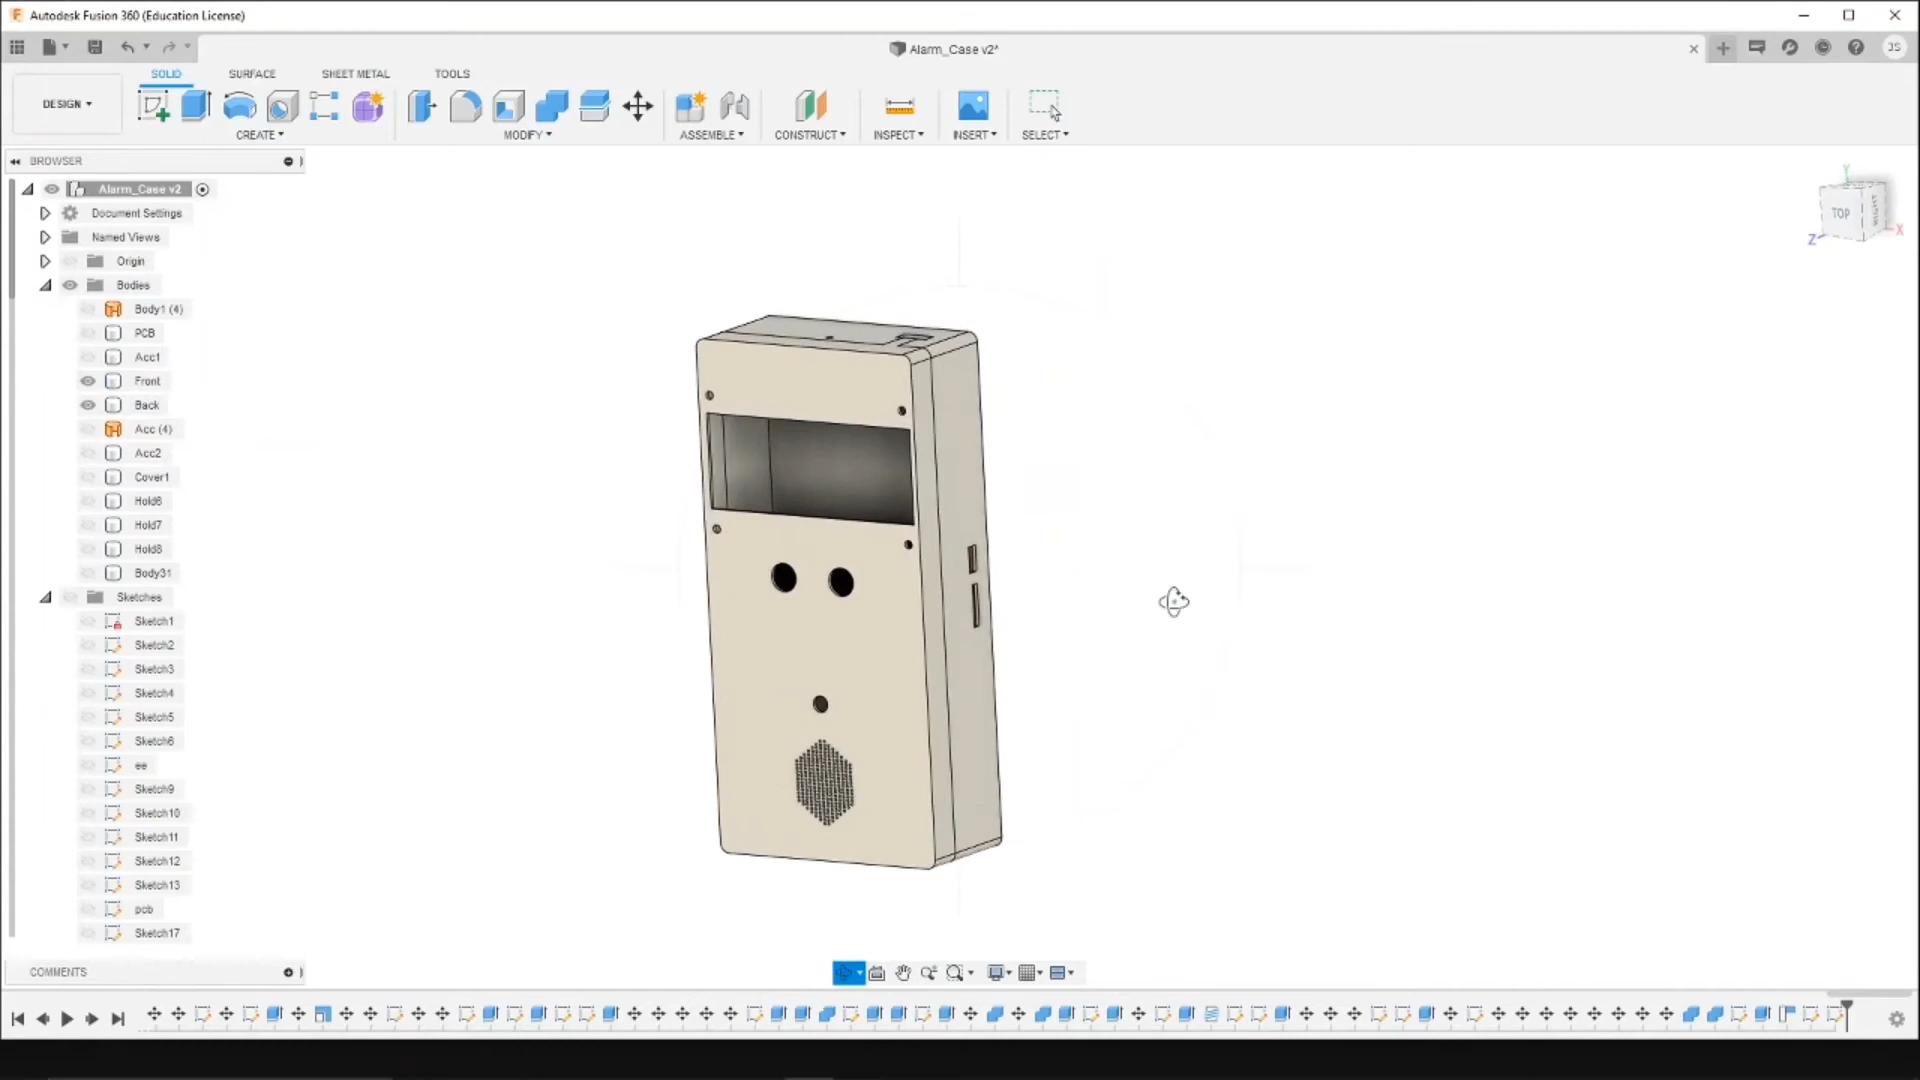 Autodesk Fusion 360 (Education License)
Alarm_Case v2*
JS
SOLID SURFACE SHEET METAL TOOLS
DESIGN
CREATE MODIFY ASSEMBLE CONSTRUCT INSPECT INSERT SELECT
BROWSER
Alarm_Case v2
Document Settings
Named Views
Origin
Bodies
Body1 (4)
PCB
Acc1
Front
Back
Acc (4)
Acc2
Cover1
Hold6
Hold7
Hold8
Body31
Sketches
Sketch1
Sketch2
Sketch3
Sketch4
Sketch5
Sketch6
ee
Sketch9
Sketch10
Sketch11
Sketch12
Sketch13
pcb
Sketch17
Y
TOP
RIGHT
Z
X
COMMENTS